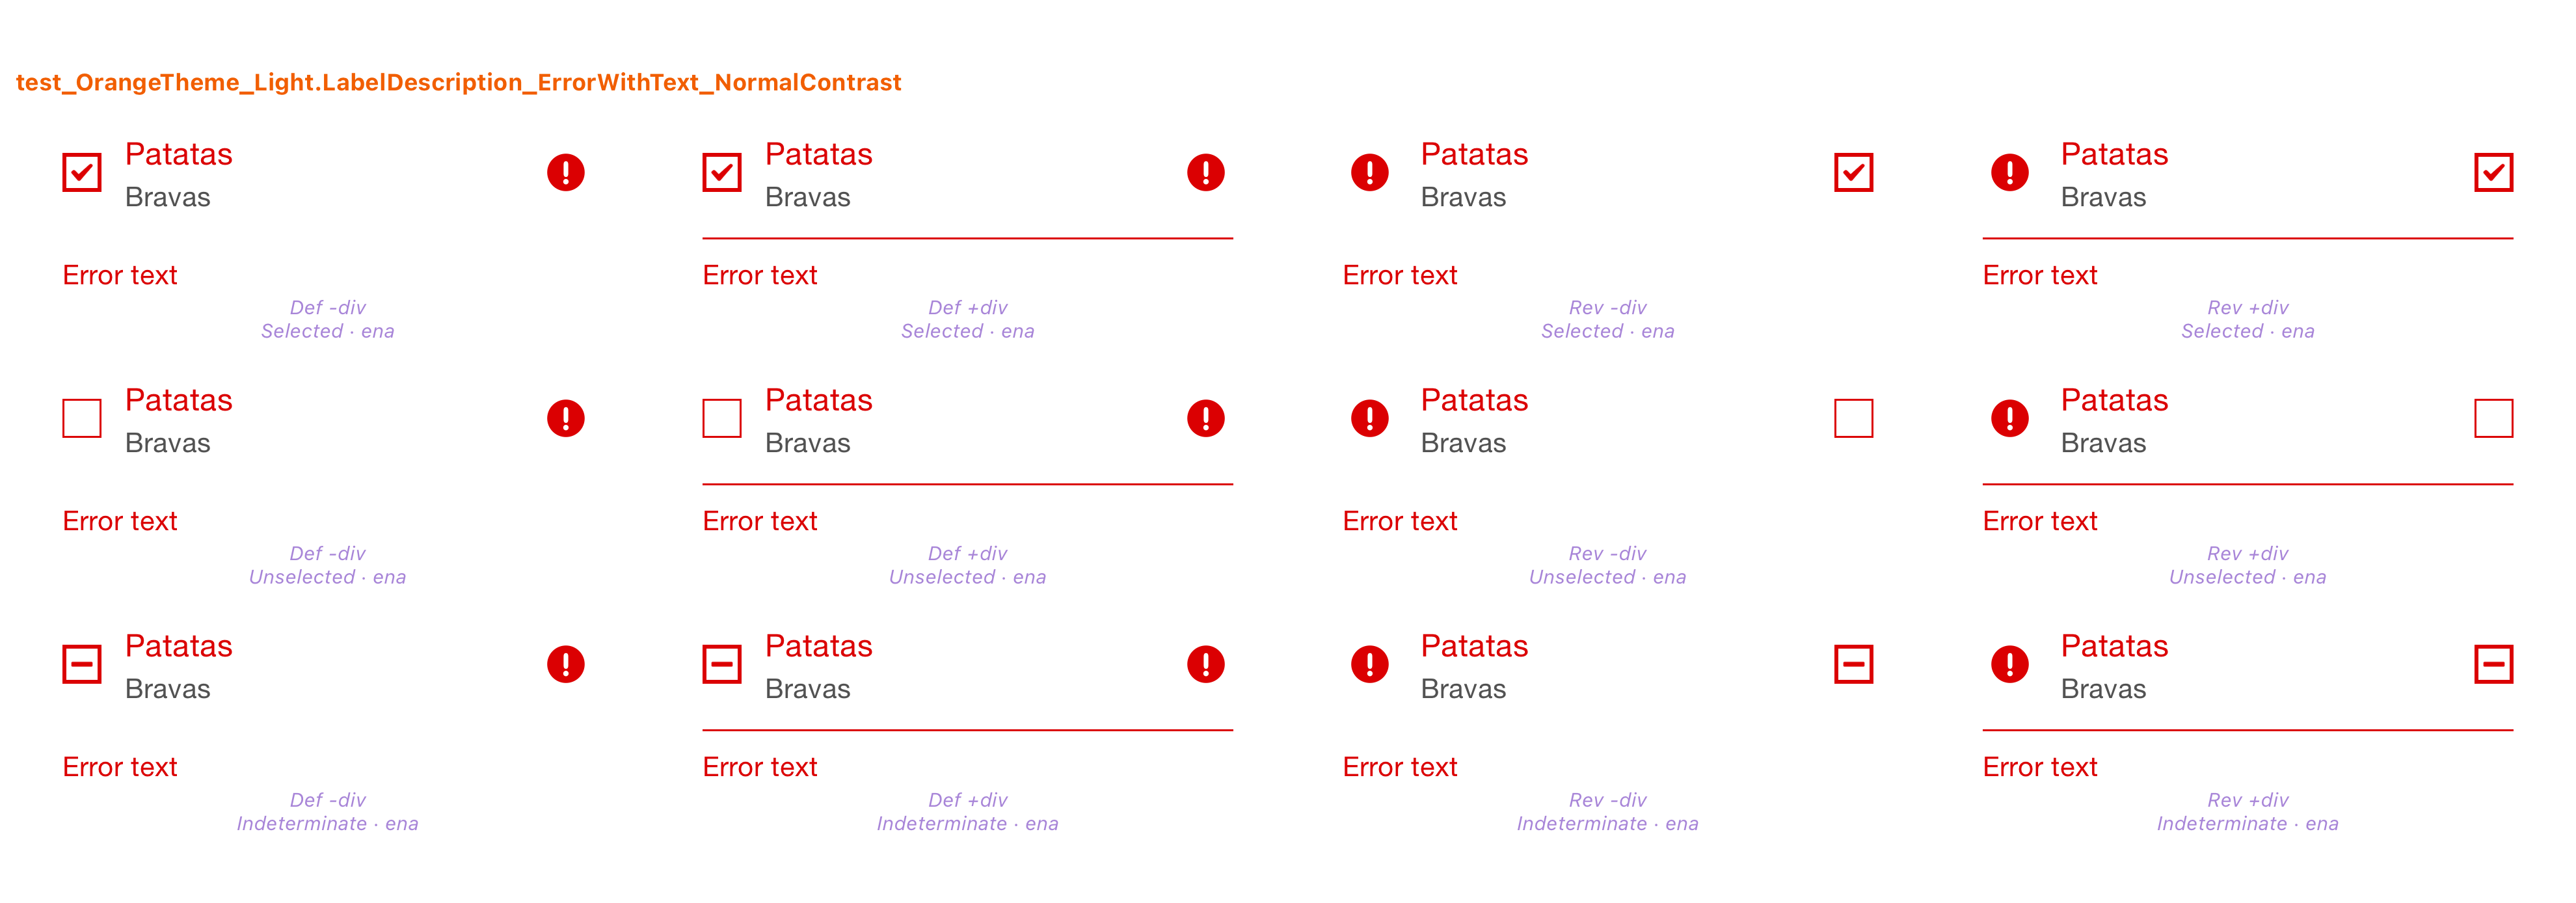 test_OrangeTheme_Light.LabelDescription_ErrorWithText_NormalContrast
Patatas
Bravas
Error text
Def -div
Selected · ena
Patatas
Bravas
Error text
Def +div
Selected · ena
Patatas
Bravas
Error text
Rev -div
Selected · ena
Patatas
Bravas
Error text
Rev +div
Selected · ena
Patatas
Bravas
Error text
Def -div
Unselected · ena
Patatas
Bravas
Error text
Def +div
Unselected · ena
Patatas
Bravas
Error text
Rev -div
Unselected · ena
Patatas
Bravas
Error text
Rev +div
Unselected · ena
Patatas
Bravas
Error text
Def -div
Indeterminate · ena
Patatas
Bravas
Error text
Def +div
Indeterminate · ena
Patatas
Bravas
Error text
Rev -div
Indeterminate · ena
Patatas
Bravas
Error text
Rev +div
Indeterminate · ena